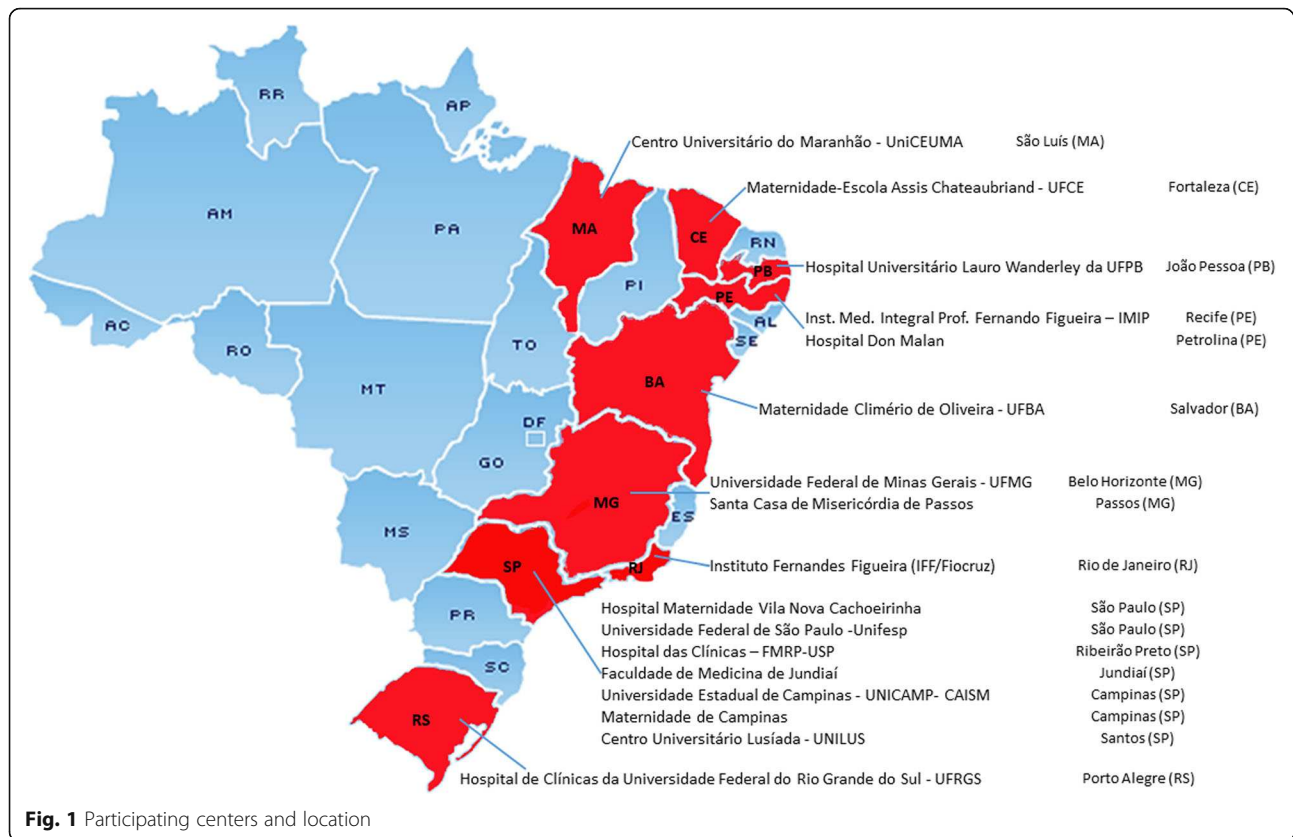 RR
AP
Centro Universitário do Maranhão - UniCEUMA São Luís (MA)
Maternidade-Escola Assis Chateaubriand - UFCE Fortaleza (CE)
AM
PA
MA
CE
RN
Hospital Universitário Lauro Wanderley da UFPB João Pessoa (PB)
PB
PI
PE
Inst. Med. Integral Prof. Fernando Figueira – IMIP Recife (PE)
Hospital Don Malan Petrolina (PE)
AL
SE
AC
RO
TO
MT
BA
Maternidade Climério de Oliveira - UFBA Salvador (BA)
DF
GO
Universidade Federal de Minas Gerais - UFMG Belo Horizonte (MG)
Santa Casa de Misericórdia de Passos Passos (MG)
MG
ES
MS
SP
RJ
Instituto Fernandes Figueira (IFF/Fiocruz) Rio de Janeiro (RJ)
Hospital Maternidade Vila Nova Cachoeirinha São Paulo (SP)
PR
Universidade Federal de São Paulo -Unifesp São Paulo (SP)
Hospital das Clínicas – FMRP-USP Ribeirão Preto (SP)
SC
Faculdade de Medicina de Jundiaí Jundiaí (SP)
Universidade Estadual de Campinas - UNICAMP- CAISM Campinas (SP)
Maternidade de Campinas Campinas (SP)
RS
Centro Universitário Lusíada - UNILUS Santos (SP)
Hospital de Clínicas da Universidade Federal do Rio Grande do Sul - UFRGS Porto Alegre (RS)
Fig. 1 Participating centers and location